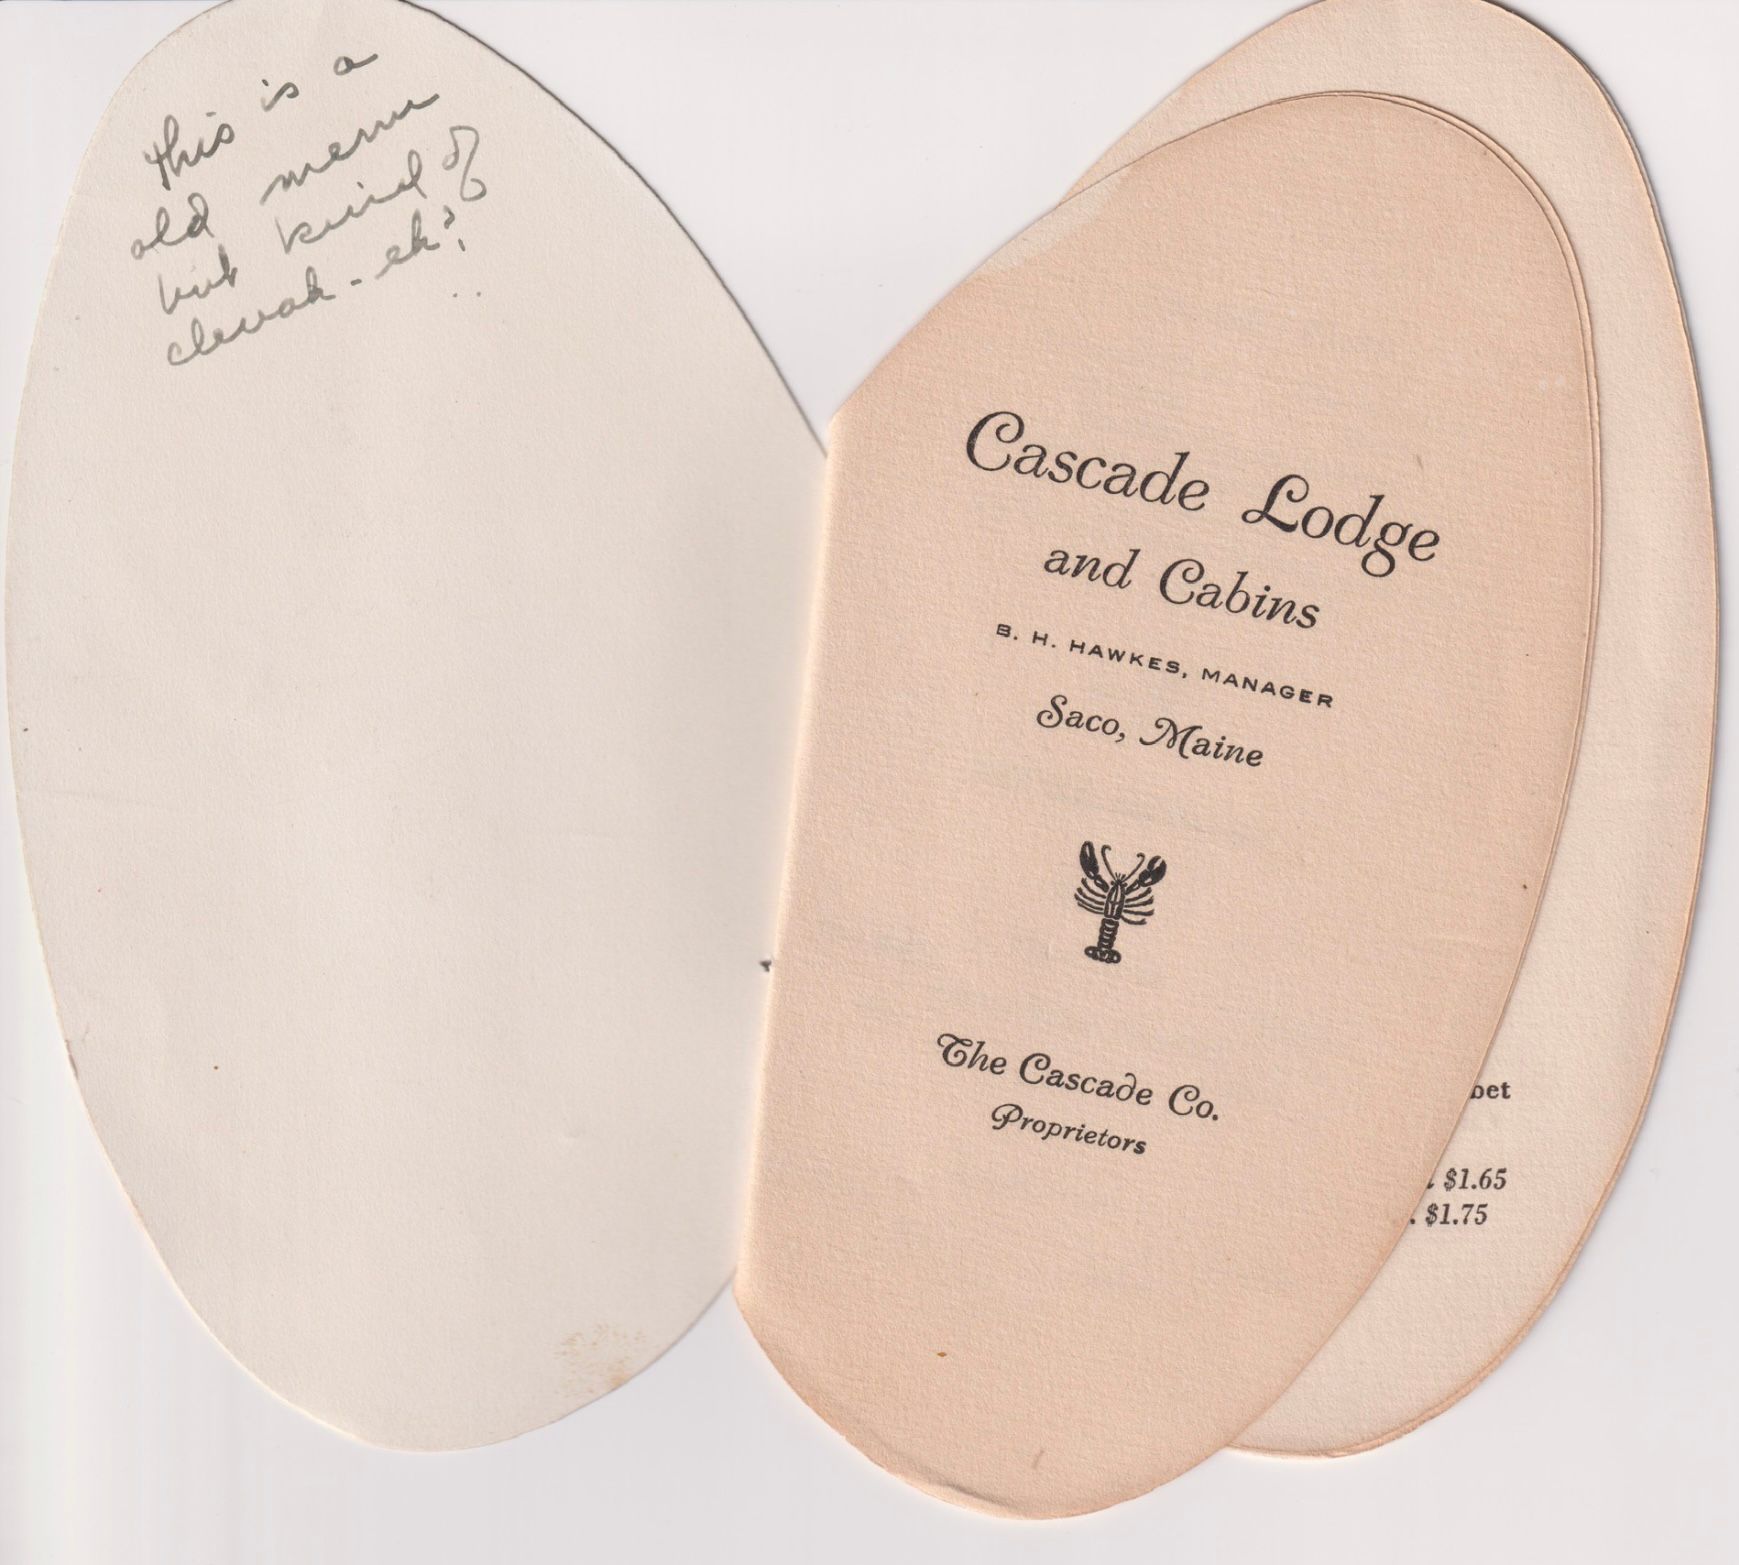 this is a
old menu
but kind of
clevah - eh?
Cascade Lodge
and Cabins
B. H. HAWKES, MANAGER
Saco, Maine
The Cascade Co.
Proprietors
bet
. $1.65
. $1.75